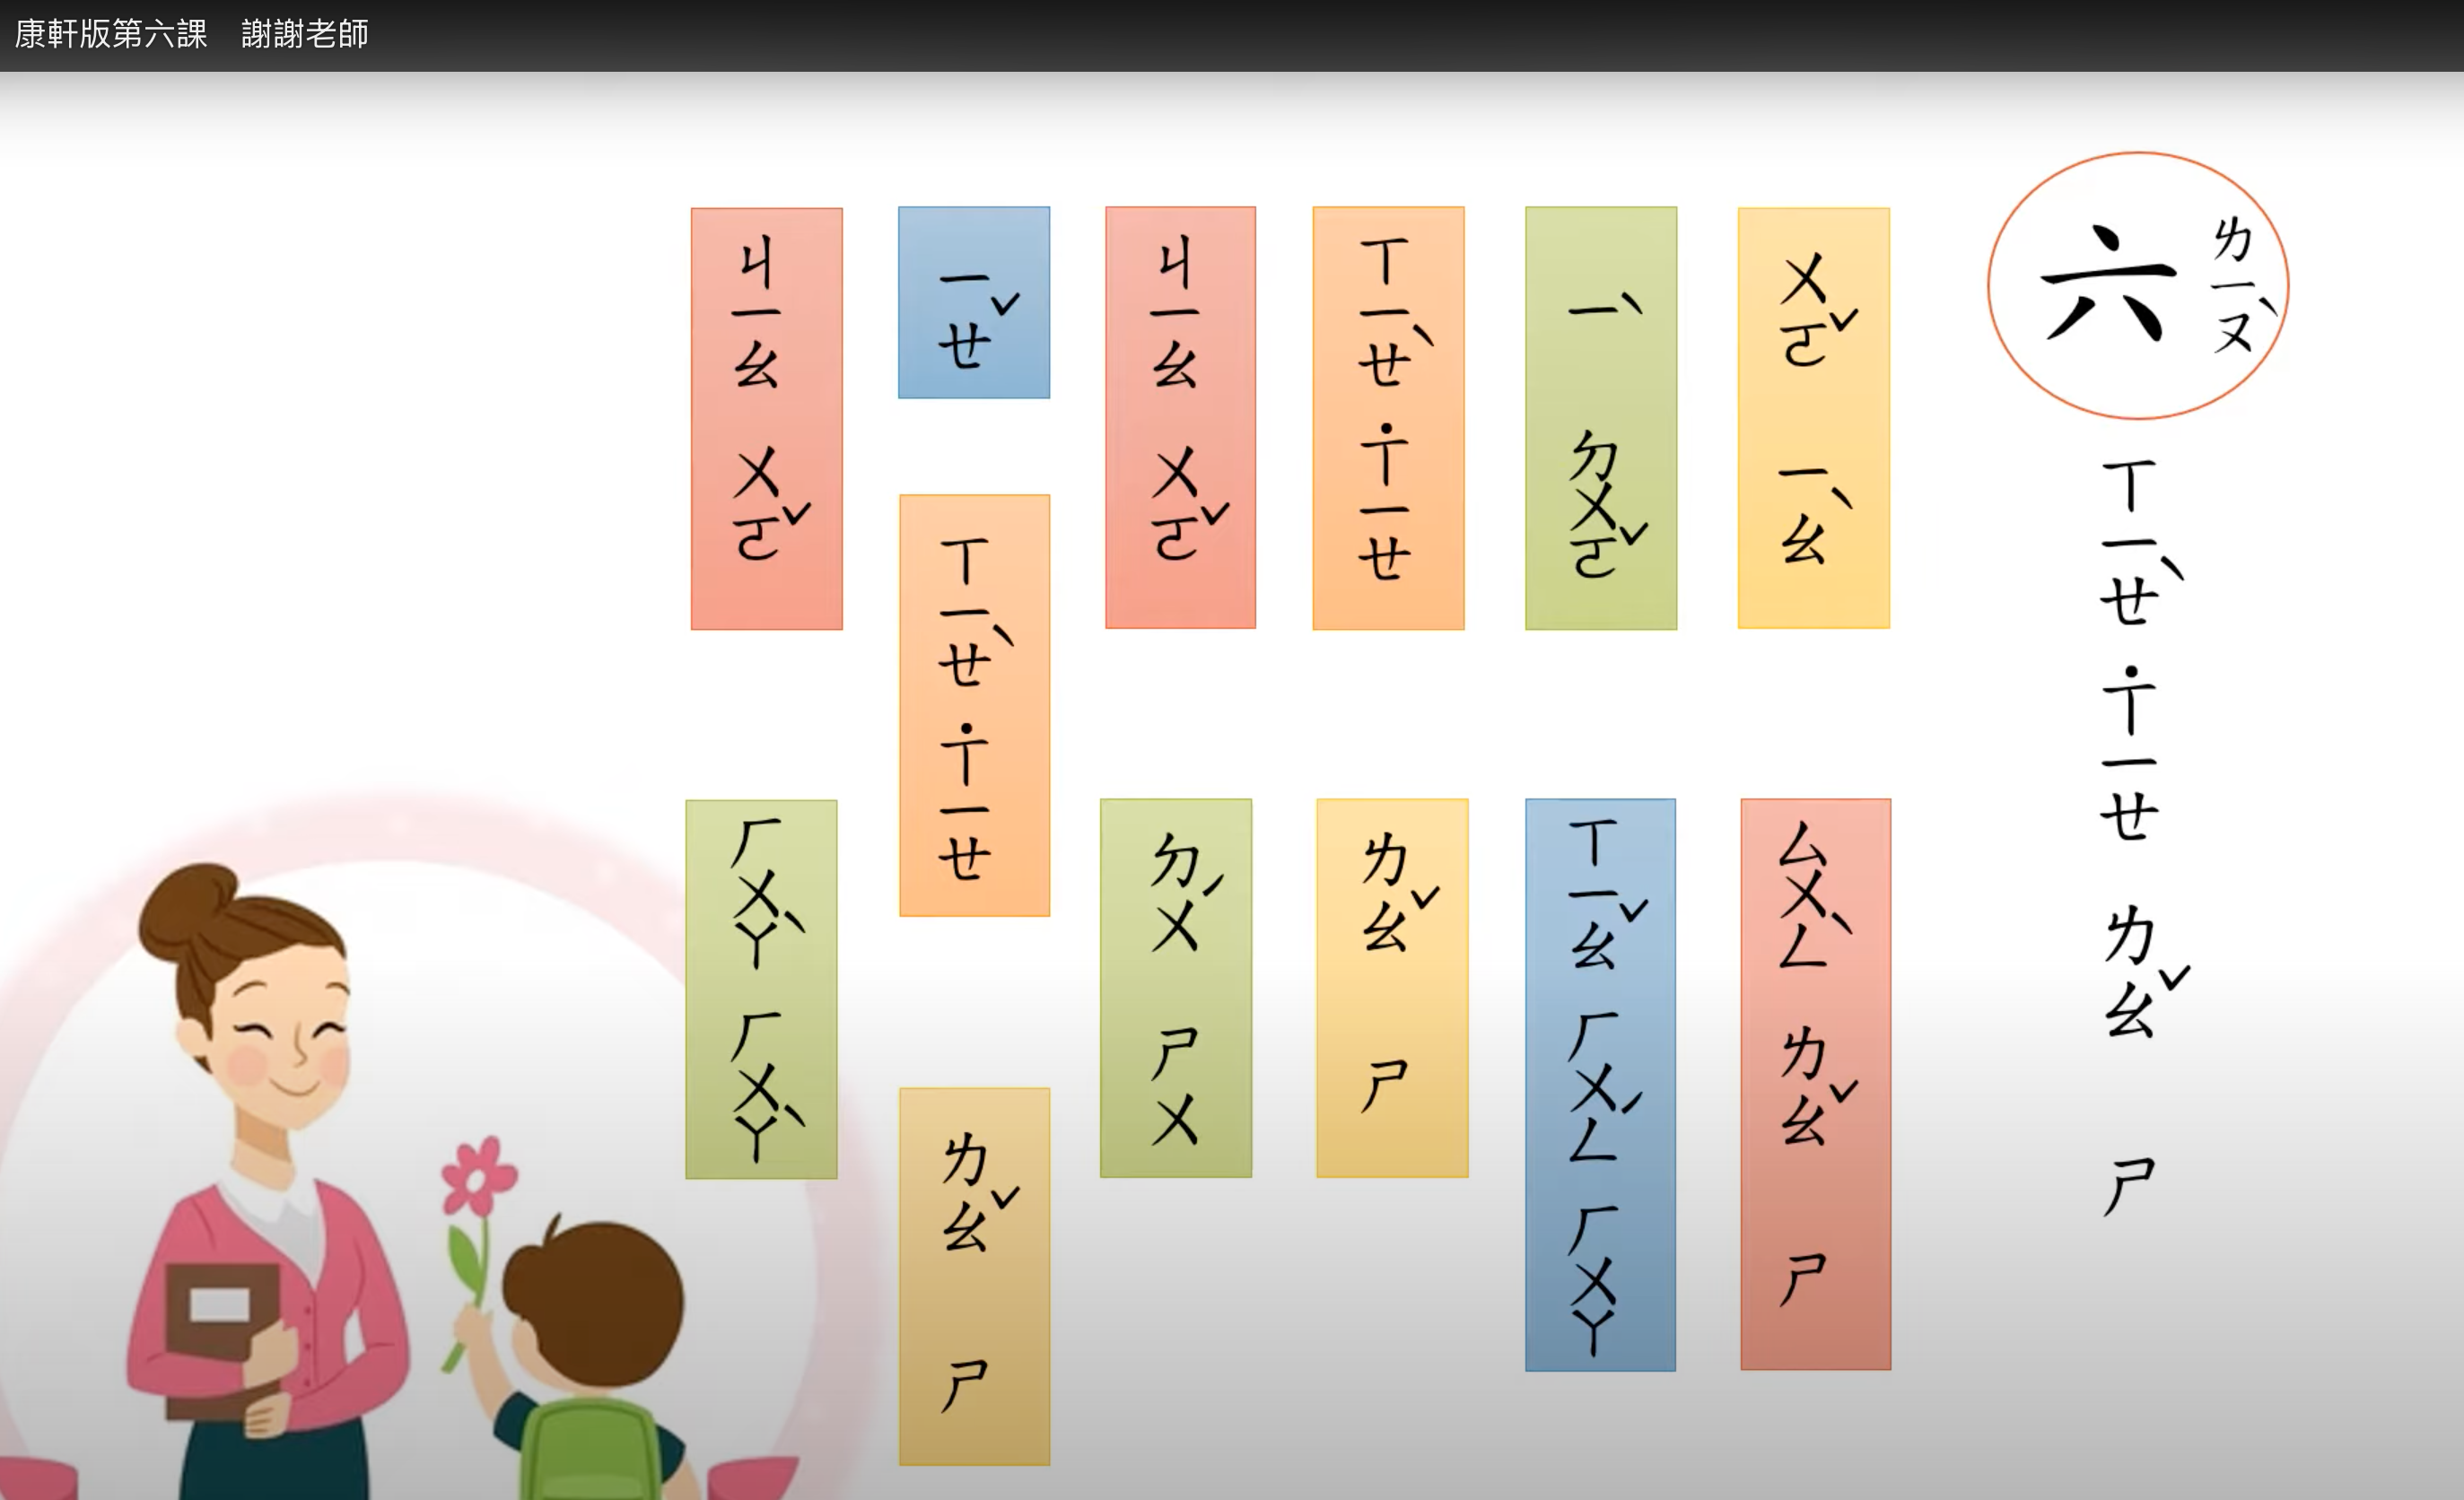 康軒版第六課　謝謝老師
六 ㄌㄧㄡˋ
ㄒㄧㄝˋ ˙ㄒㄧㄝ ㄌㄠˇ ㄕ
ㄨㄛˇ ㄧㄠˋ ㄙㄨㄥˋ ㄌㄠˇ ㄕ
ㄧˋ ㄉㄨㄛˇ ㄒㄧㄠˇ ㄏㄨㄥˊ ㄏㄨㄚ
ㄒㄧㄝˋ ˙ㄒㄧㄝ ㄌㄠˇ ㄕ
ㄐㄧㄠ ㄨㄛˇ ㄉㄨˊ ㄕㄨ
ㄧㄝˇ ㄒㄧㄝˋ ˙ㄒㄧㄝ ㄌㄠˇ ㄕ
ㄐㄧㄠ ㄨㄛˇ ㄏㄨㄚˋ ㄏㄨㄚˋ